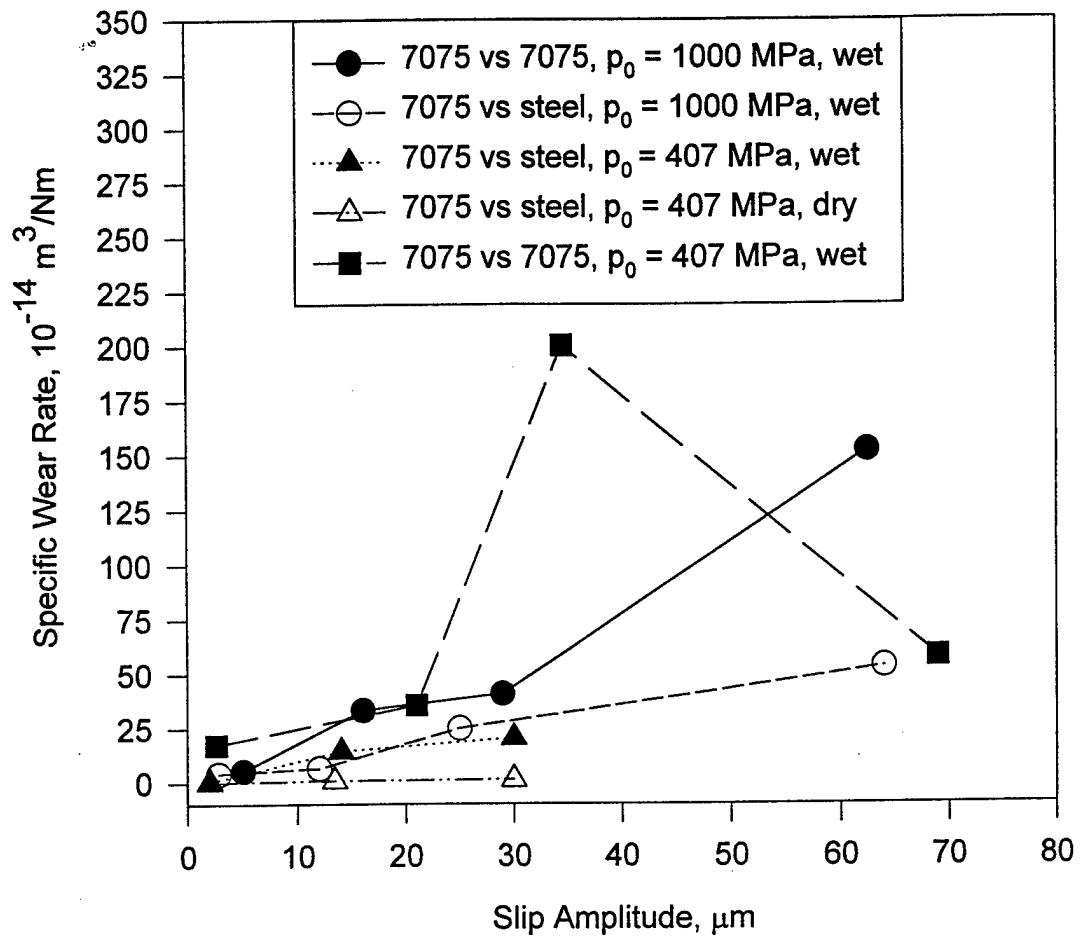 350
325
300
275
250
225
200
175
150
125
100
75
50
25
0
Specific Wear Rate, 10⁻¹⁴ m³/Nm
7075 vs 7075, p₀ = 1000 MPa, wet
7075 vs steel, p₀ = 1000 MPa, wet
7075 vs steel, p₀ = 407 MPa, wet
7075 vs steel, p₀ = 407 MPa, dry
7075 vs 7075, p₀ = 407 MPa, wet
0 10 20 30 40 50 60 70 80
Slip Amplitude, μm